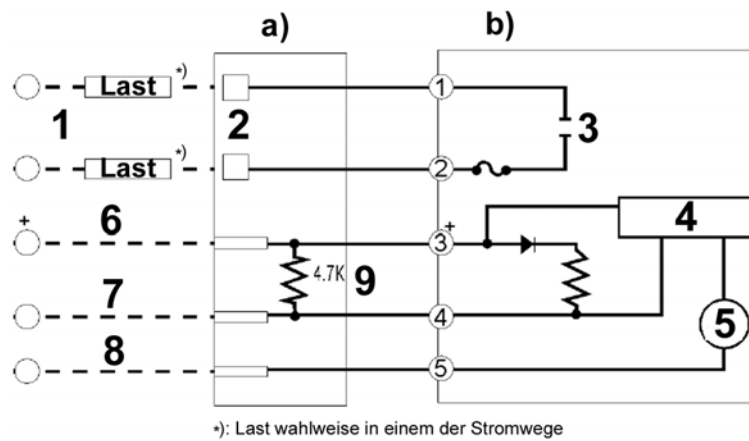 a) b)
Last *) 1
1 2 3
Last *) 2
+ 6 + 3 4
4.7K 9
7 4 5
8 5
*): Last wahlweise in einem der Stromwege